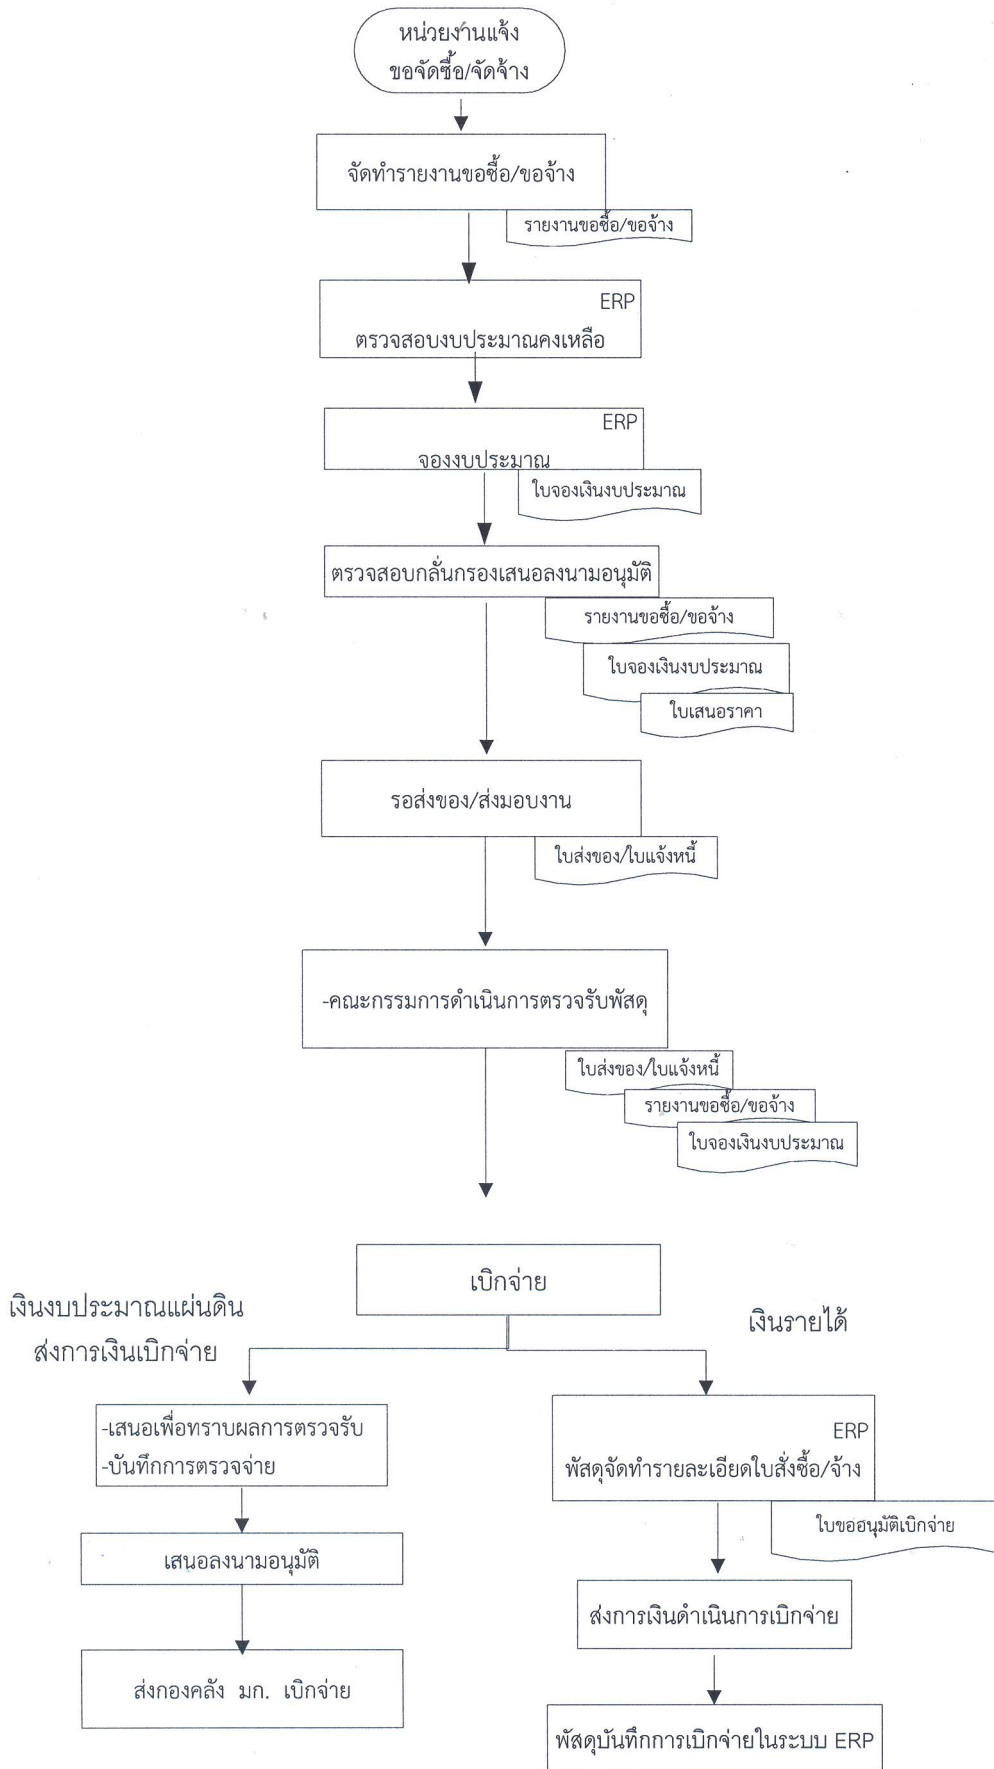 หน่วยงานแจ้ง
ขอจัดซื้อ/จัดจ้าง
จัดทำรายงานขอซื้อ/ขอจ้าง
รายงานขอซื้อ/ขอจ้าง
ERP
ตรวจสอบงบประมาณคงเหลือ
ERP
จองงบประมาณ
ใบจองเงินงบประมาณ
ตรวจสอบกลั่นกรองเสนอลงนามอนุมัติ
รายงานขอซื้อ/ขอจ้าง
ใบจองเงินงบประมาณ
ใบเสนอราคา
รอส่งของ/ส่งมอบงาน
ใบส่งของ/ใบแจ้งหนี้
-คณะกรรมการดำเนินการตรวจรับพัสดุ
ใบส่งของ/ใบแจ้งหนี้
รายงานขอซื้อ/ขอจ้าง
ใบจองเงินงบประมาณ
เบิกจ่าย
เงินงบประมาณแผ่นดิน
ส่งการเงินเบิกจ่าย
-เสนอเพื่อทราบผลการตรวจรับ
-บันทึกการตรวจจ่าย
เสนอลงนามอนุมัติ
ส่งกองคลัง มก. เบิกจ่าย
เงินรายได้
ERP
พัสดุจัดทำรายละเอียดใบสั่งซื้อ/จ้าง
ใบขออนุมัติเบิกจ่าย
ส่งการเงินดำเนินการเบิกจ่าย
พัสดุบันทึกการเบิกจ่ายในระบบ ERP